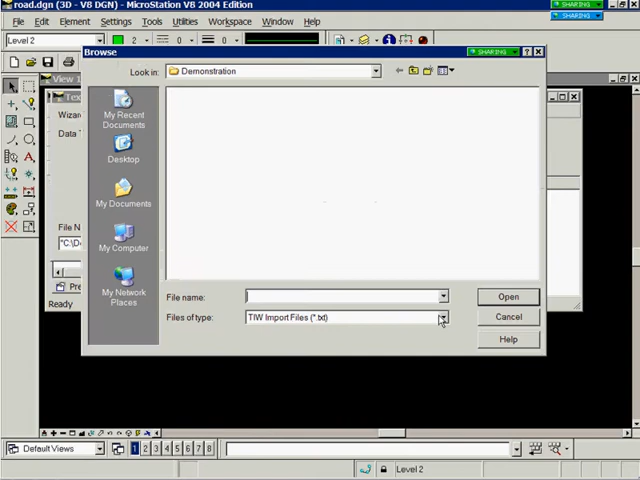 road.dgn (3D - V8 DGN) - MicroStation V8 2004 Edition
SHARING
File Element Settings Tools Utilities Workspace Window Help
SHARING
Level 2
2
0
0
Browse
SHARING
Look in: Demonstration
View 1
Wizar
Data
File N
"C:\D
Ready
My Recent
Documents
Desktop
My Documents
My Computer
My Network
Places
File name:
Open
Files of type: TIW Import Files (*.txt)
Cancel
Help
1 2 3 4 5 6 7 8
Default Views
Level 2